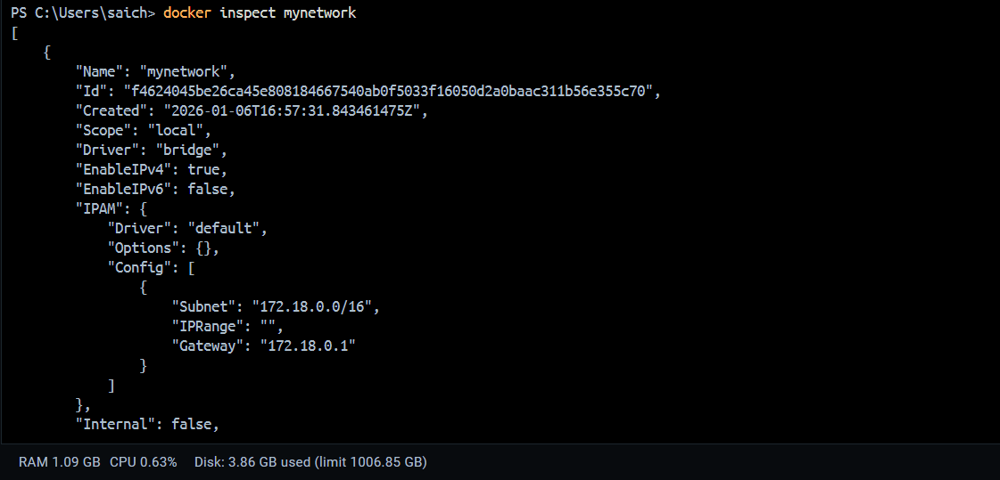 PS C:\Users\saich> docker inspect mynetwork
[
    {
        "Name": "mynetwork",
        "Id": "f4624045be26ca45e808184667540ab0f5033f16050d2a0baac311b56e355c70",
        "Created": "2026-01-06T16:57:31.843461475Z",
        "Scope": "local",
        "Driver": "bridge",
        "EnableIPv4": true,
        "EnableIPv6": false,
        "IPAM": {
            "Driver": "default",
            "Options": {},
            "Config": [
                {
                    "Subnet": "172.18.0.0/16",
                    "IPRange": "",
                    "Gateway": "172.18.0.1"
                }
            ]
        },
        "Internal": false,
RAM 1.09 GB CPU 0.63% Disk: 3.86 GB used (limit 1006.85 GB)